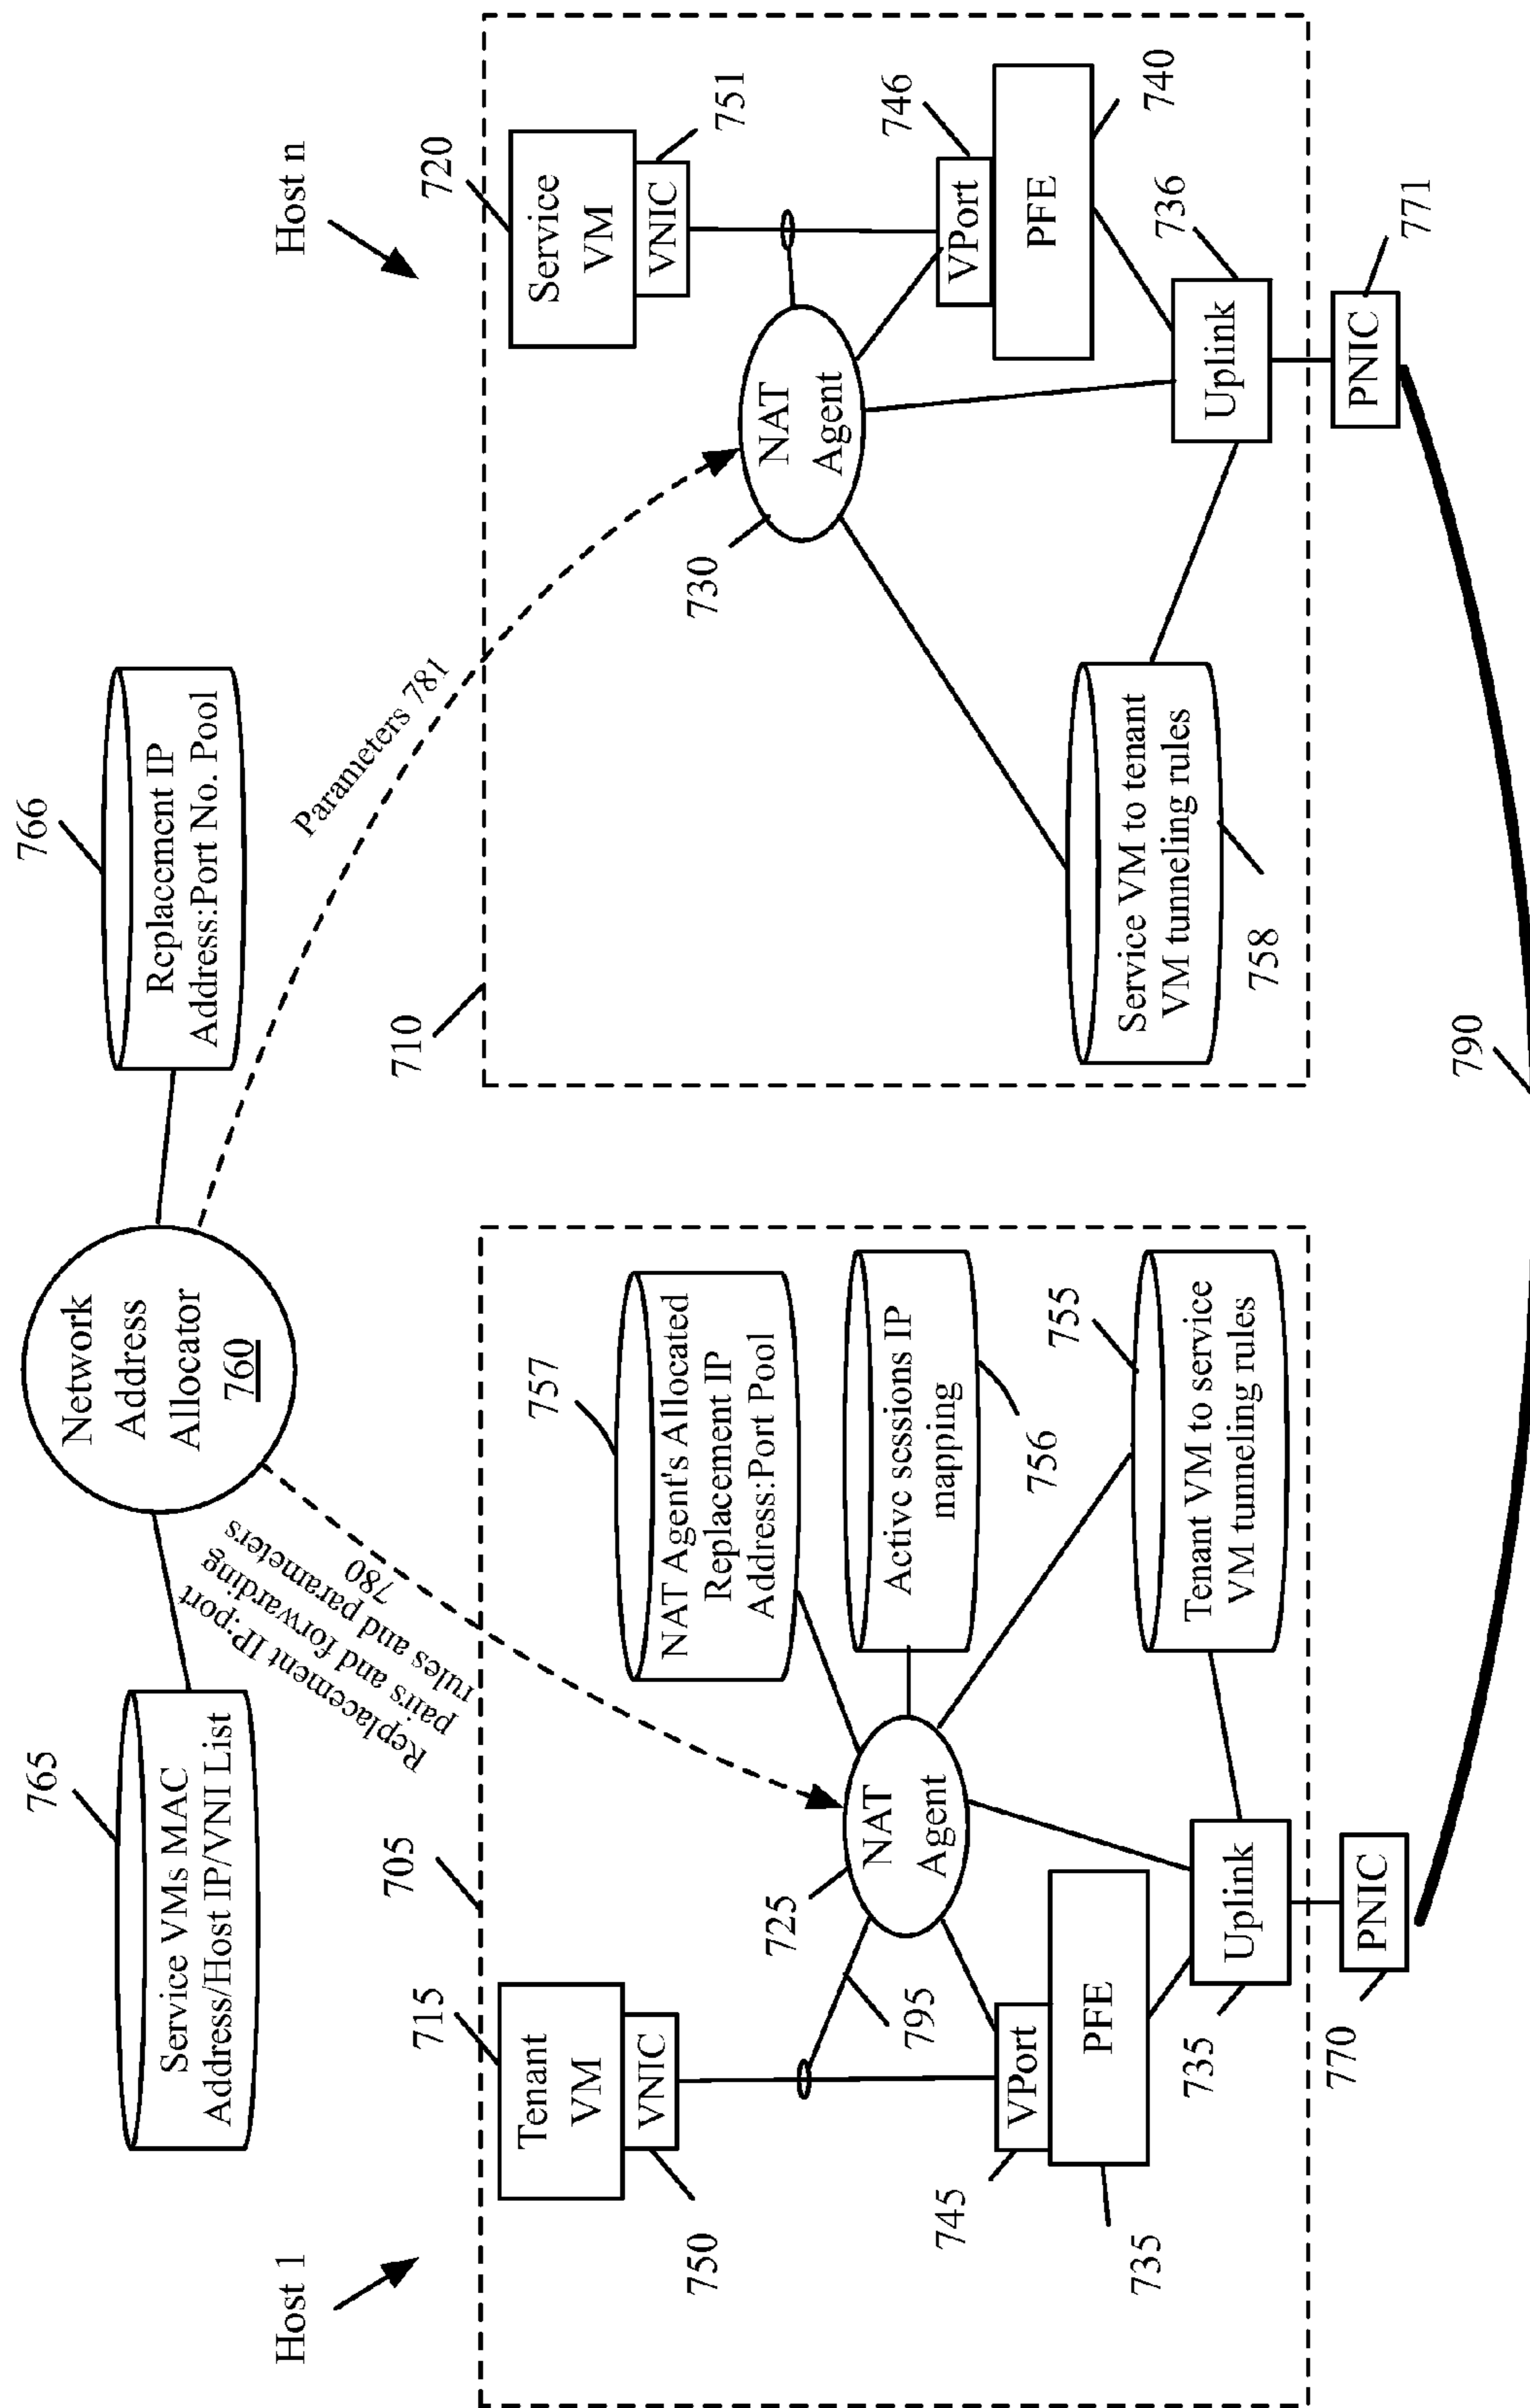 765
Service VMs MAC
Address/Host IP/VNI List
Network
Address
Allocator
760
766
Replacement IP
Address:Port No. Pool
Replacement IP:port
pairs and forwarding
rules and parameters
780
Parameters 781
Host 1
705
715
Tenant
VM
VNIC
750
725
NAT
Agent
795
757
NAT Agent's Allocated
Replacement IP
Address:Port Pool
Active sessions IP
mapping
756
755
Tenant VM to service
VM tunneling rules
745
VPort
PFE
735
735
Uplink
770
PNIC
Host n
710
720
Service
VM
VNIC
751
730
NAT
Agent
746
VPort
PFE
740
736
Uplink
Service VM to tenant
VM tunneling rules
758
PNIC
771
790